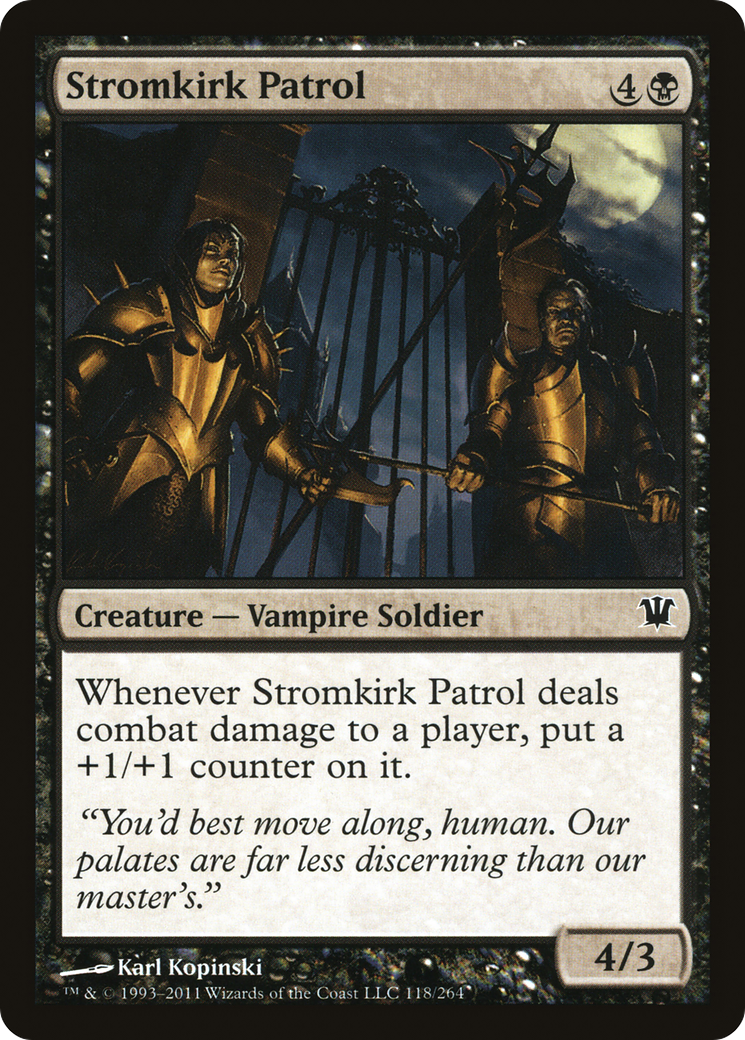 Stromkirk Patrol 4
Creature — Vampire Soldier
Whenever Stromkirk Patrol deals
combat damage to a player, put a
+1/+1 counter on it.
“You’d best move along, human. Our
palates are far less discerning than our
master’s.”
4/3
Karl Kopinski
™ & © 1993–2011 Wizards of the Coast LLC 118/264